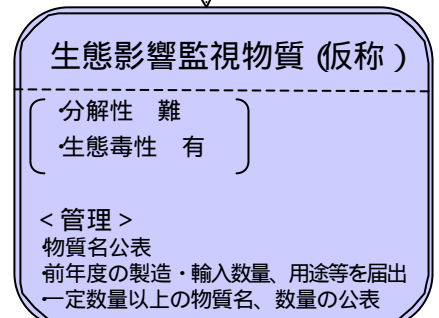 生態影響監視物質(仮称)
・分解性 難
・生態毒性 有
<管理>
・物質名公表
・前年度の製造・輸入数量、用途等を届出
・一定数量以上の物質名、数量の公表